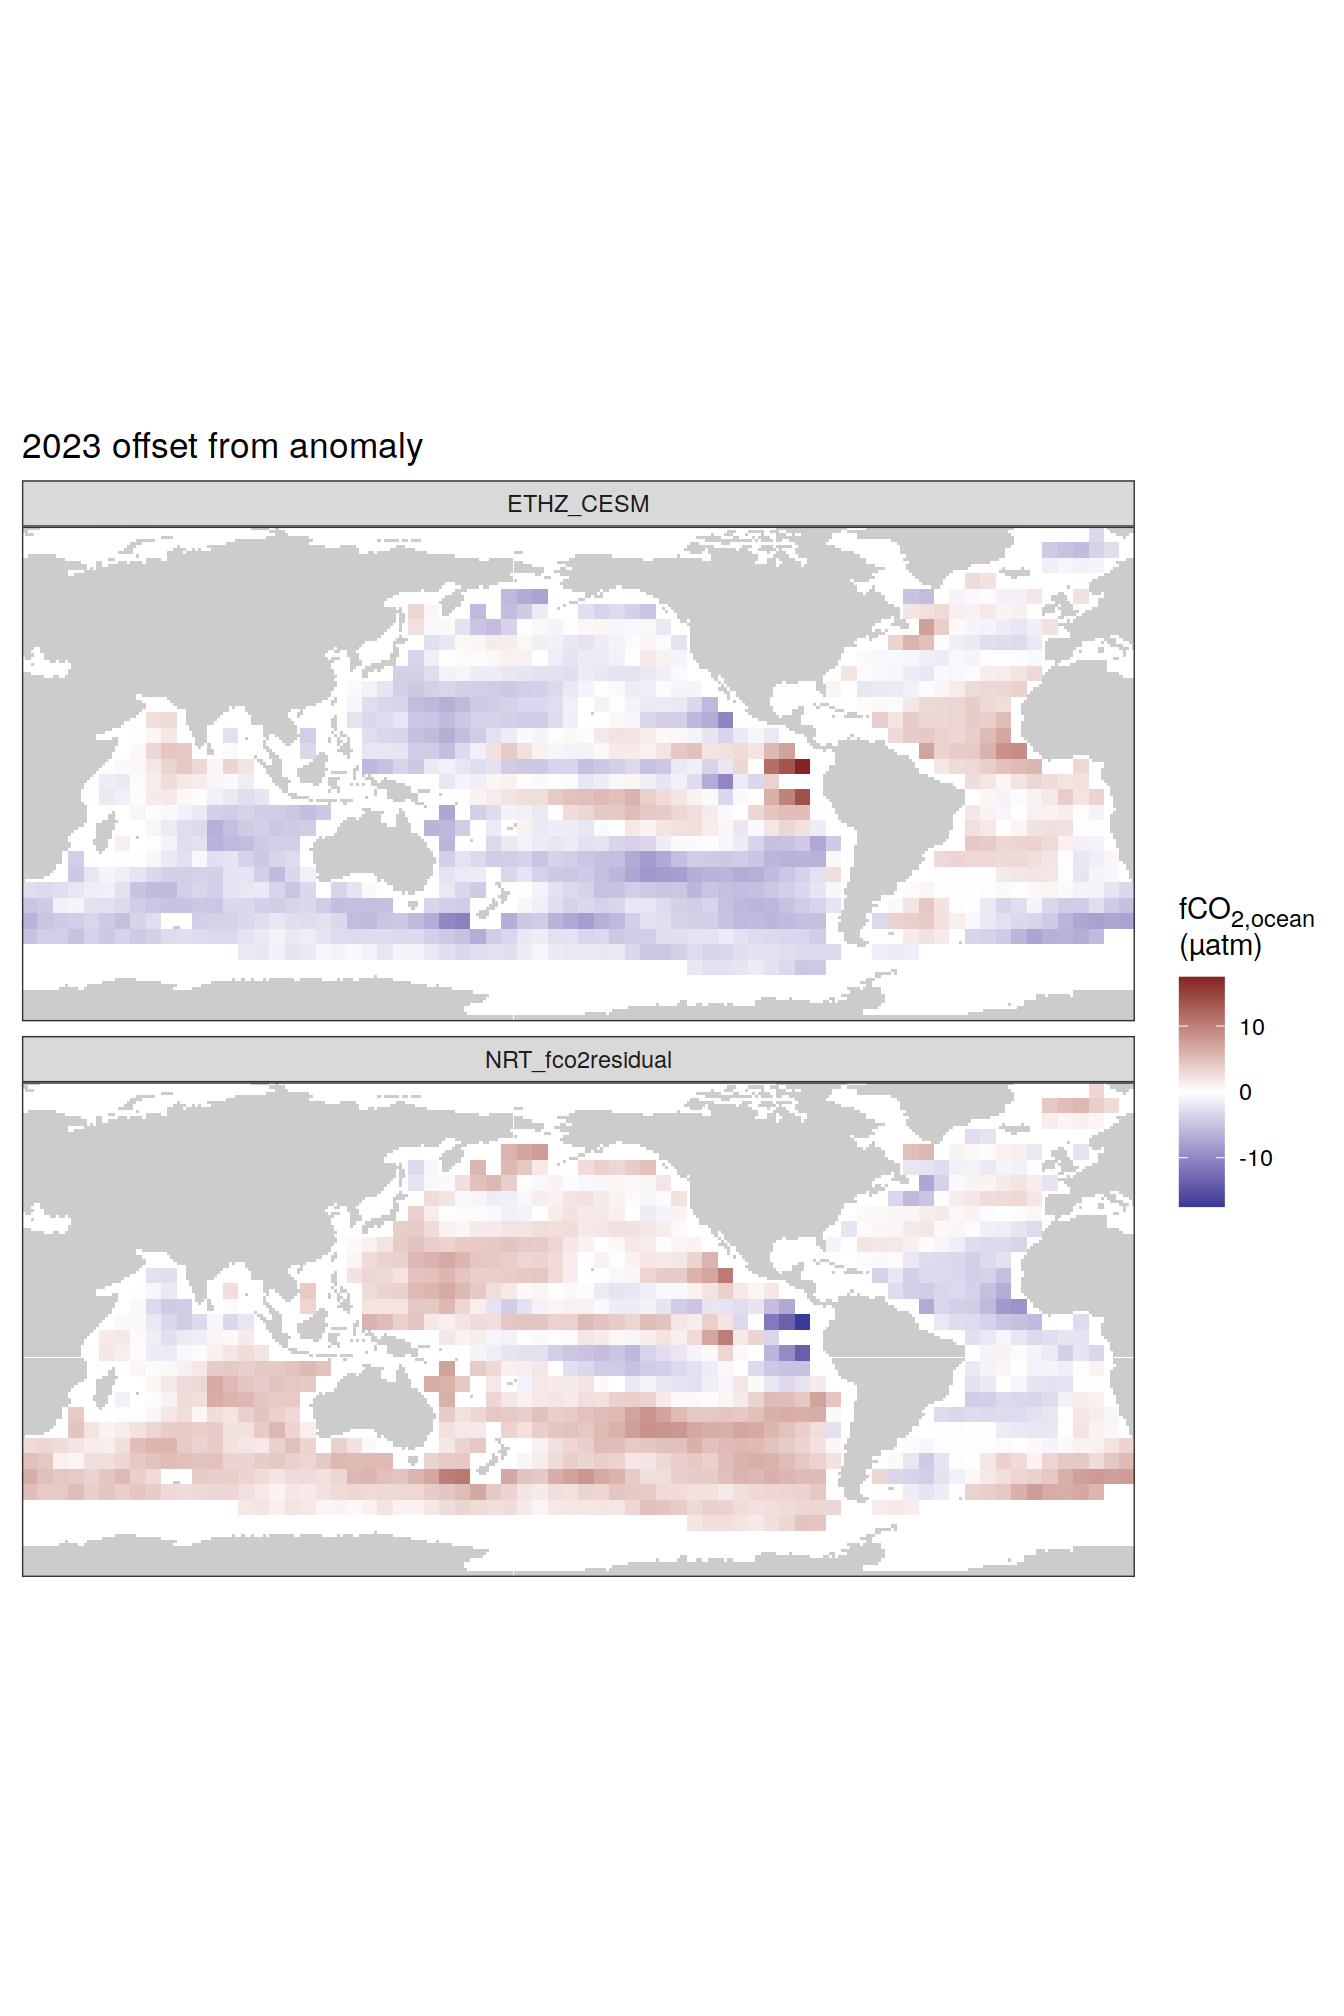 2023 offset from anomaly
ETHZ_CESM
NRT_fco2residual
fCO2,ocean
(µatm)
10
0
-10